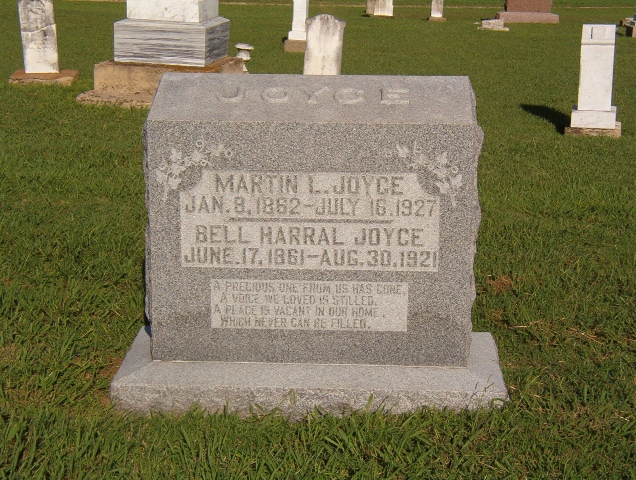 JOYCE
MARTIN L. JOYCE
JAN. 9, 1852 – JULY 16, 1927
BELL HARRAL JOYCE
JUNE. 17, 1861 – AUG. 30, 1921
A PRECIOUS ONE FROM US HAS GONE,
A VOICE WE LOVED IS STILLED.
A PLACE IS VACANT IN OUR HOME,
WHICH NEVER CAN BE FILLED.